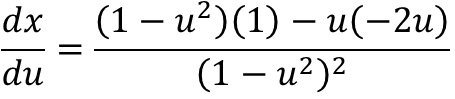 dx/du = ((1 − u²)(1) − u(−2u))/(1 − u²)²